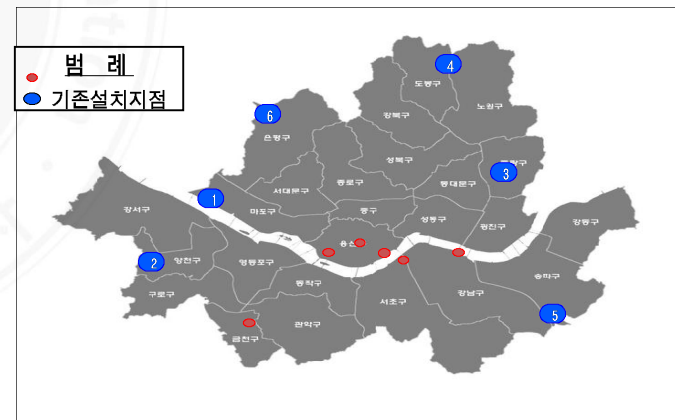 범 례
기존설치지점
4
도봉구
노원구
6
강북구
은평구
성북구
3
동대문구
서대문구
종로구
1
마포구
중구
성동구
광진구
강동구
강서구
용산
2
양천구
영등포구
송파구
동작구
강남구
구로구
서초구
5
관악구
금천구